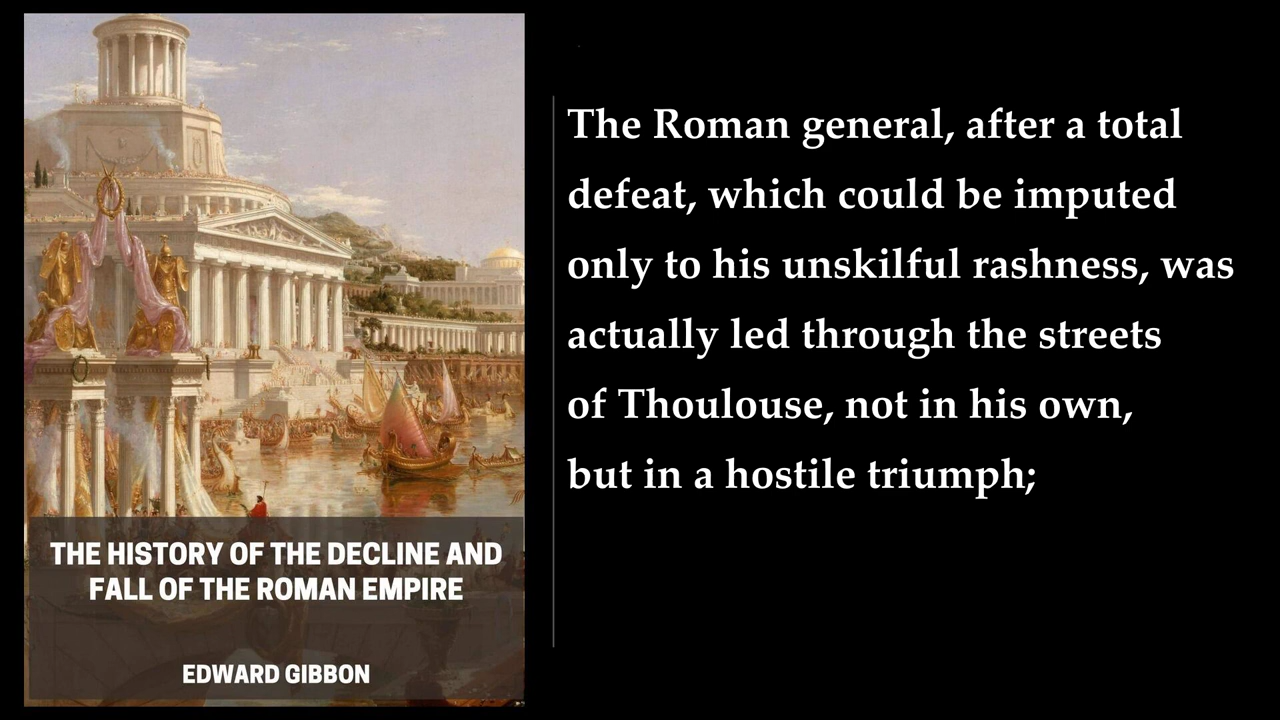 THE HISTORY OF THE DECLINE AND
FALL OF THE ROMAN EMPIRE
EDWARD GIBBON
The Roman general, after a total
defeat, which could be imputed
only to his unskilful rashness, was
actually led through the streets
of Thoulouse, not in his own,
but in a hostile triumph;